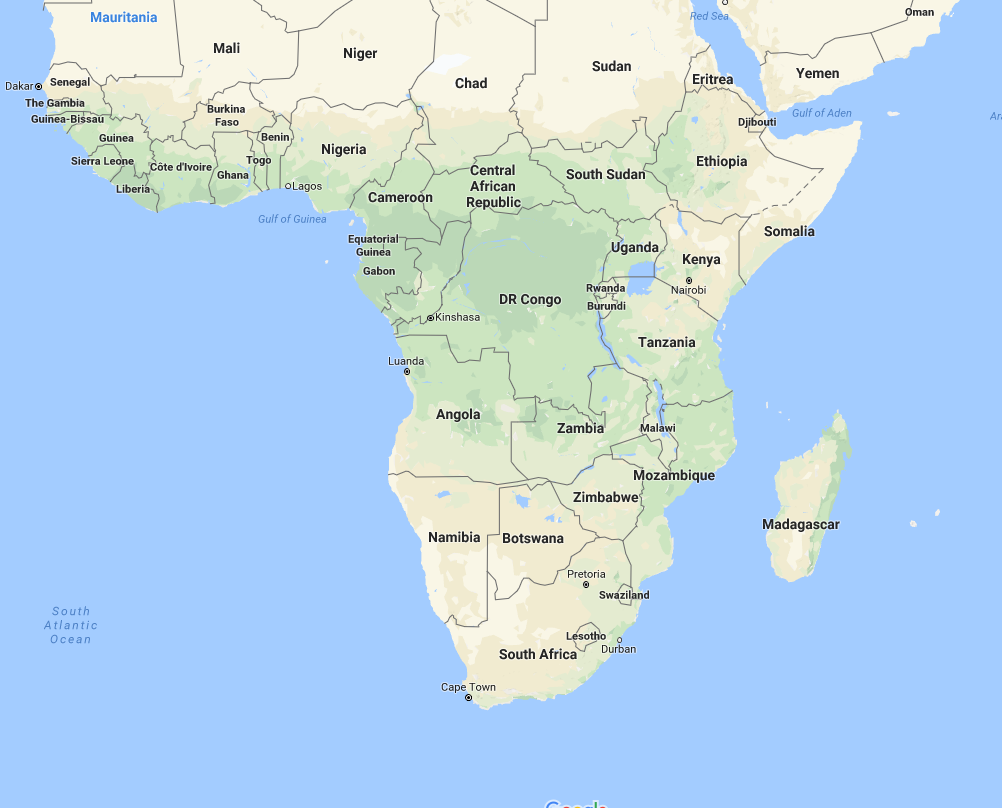 Mauritania
Red Sea
Oman
Mali
Niger
Sudan
Eritrea
Yemen
Chad
Dakar
Senegal
The Gambia
Burkina
Faso
Gulf of Aden
Guinea-Bissau
Djibouti
Guinea
Benin
Nigeria
Sierra Leone
Côte d'Ivoire
Togo
Ghana
Ethiopia
Central
African
Republic
South Sudan
Liberia
Lagos
Cameroon
Gulf of Guinea
Somalia
Equatorial
Guinea
Uganda
Kenya
Gabon
Rwanda
Nairobi
DR Congo
Burundi
Kinshasa
Tanzania
Luanda
Angola
Zambia
Malawi
Mozambique
Zimbabwe
Madagascar
Namibia
Botswana
Pretoria
Swaziland
South
Atlantic
Ocean
Lesotho
Durban
South Africa
Cape Town
Google